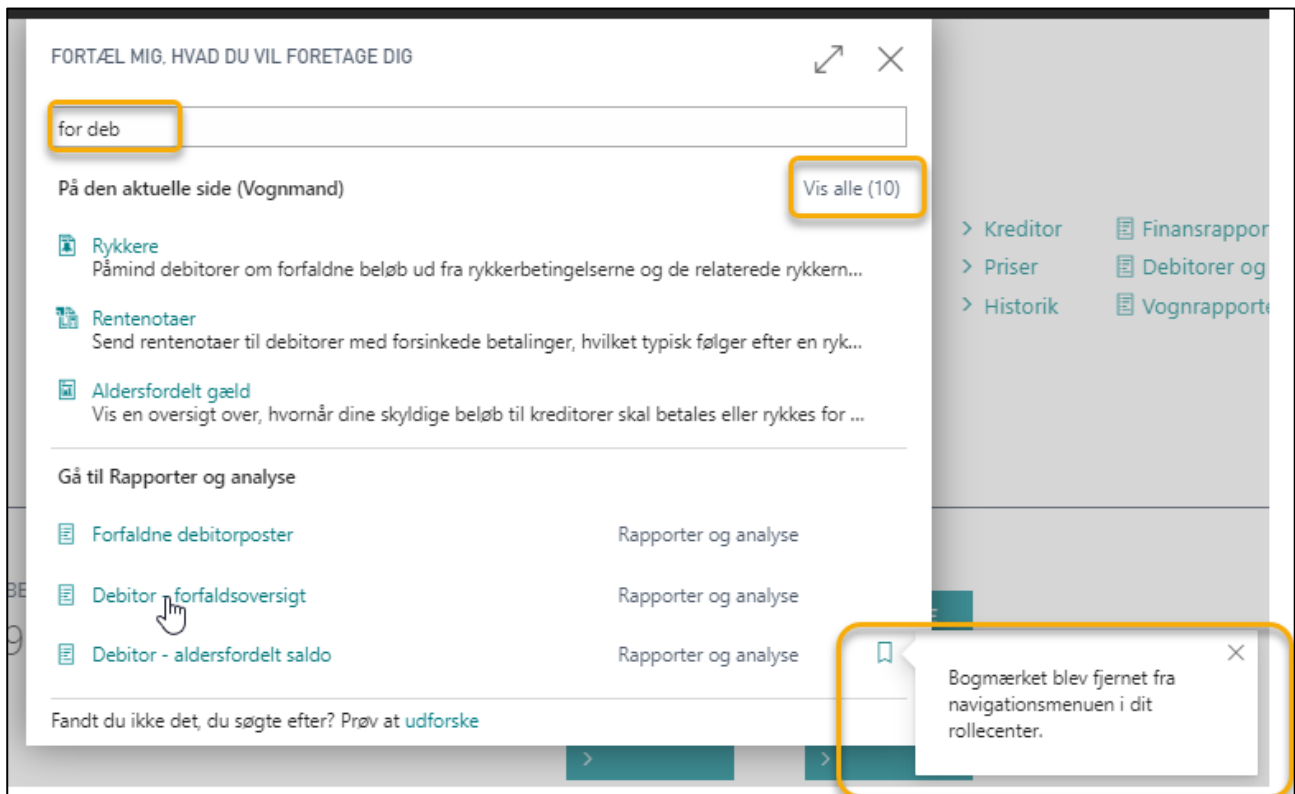 FORTÆL MIG, HVAD DU VIL FORETAGE DIG
for deb
På den aktuelle side (Vognmand)
Vis alle (10)
Rykkere
Påmind debitorer om forfaldne beløb ud fra rykkerbetingelserne og de relaterede rykkern...
Rentenotaer
Send rentenotaer til debitorer med forsinkede betalinger, hvilket typisk følger efter en ryk...
Aldersfordelt gæld
Vis en oversigt over, hvornår dine skyldige beløb til kreditorer skal betales eller rykkes for ...
Gå til Rapporter og analyse
Forfaldne debitorposter
Rapporter og analyse
Debitor - forfaldsoversigt
Rapporter og analyse
Debitor - aldersfordelt saldo
Rapporter og analyse
Fandt du ikke det, du søgte efter? Prøv at udforske
> Kreditor
> Priser
> Historik
Finansrappor
Debitorer og
Vognrapporte
Bogmærket blev fjernet fra
navigationsmenuen i dit
rollecenter.